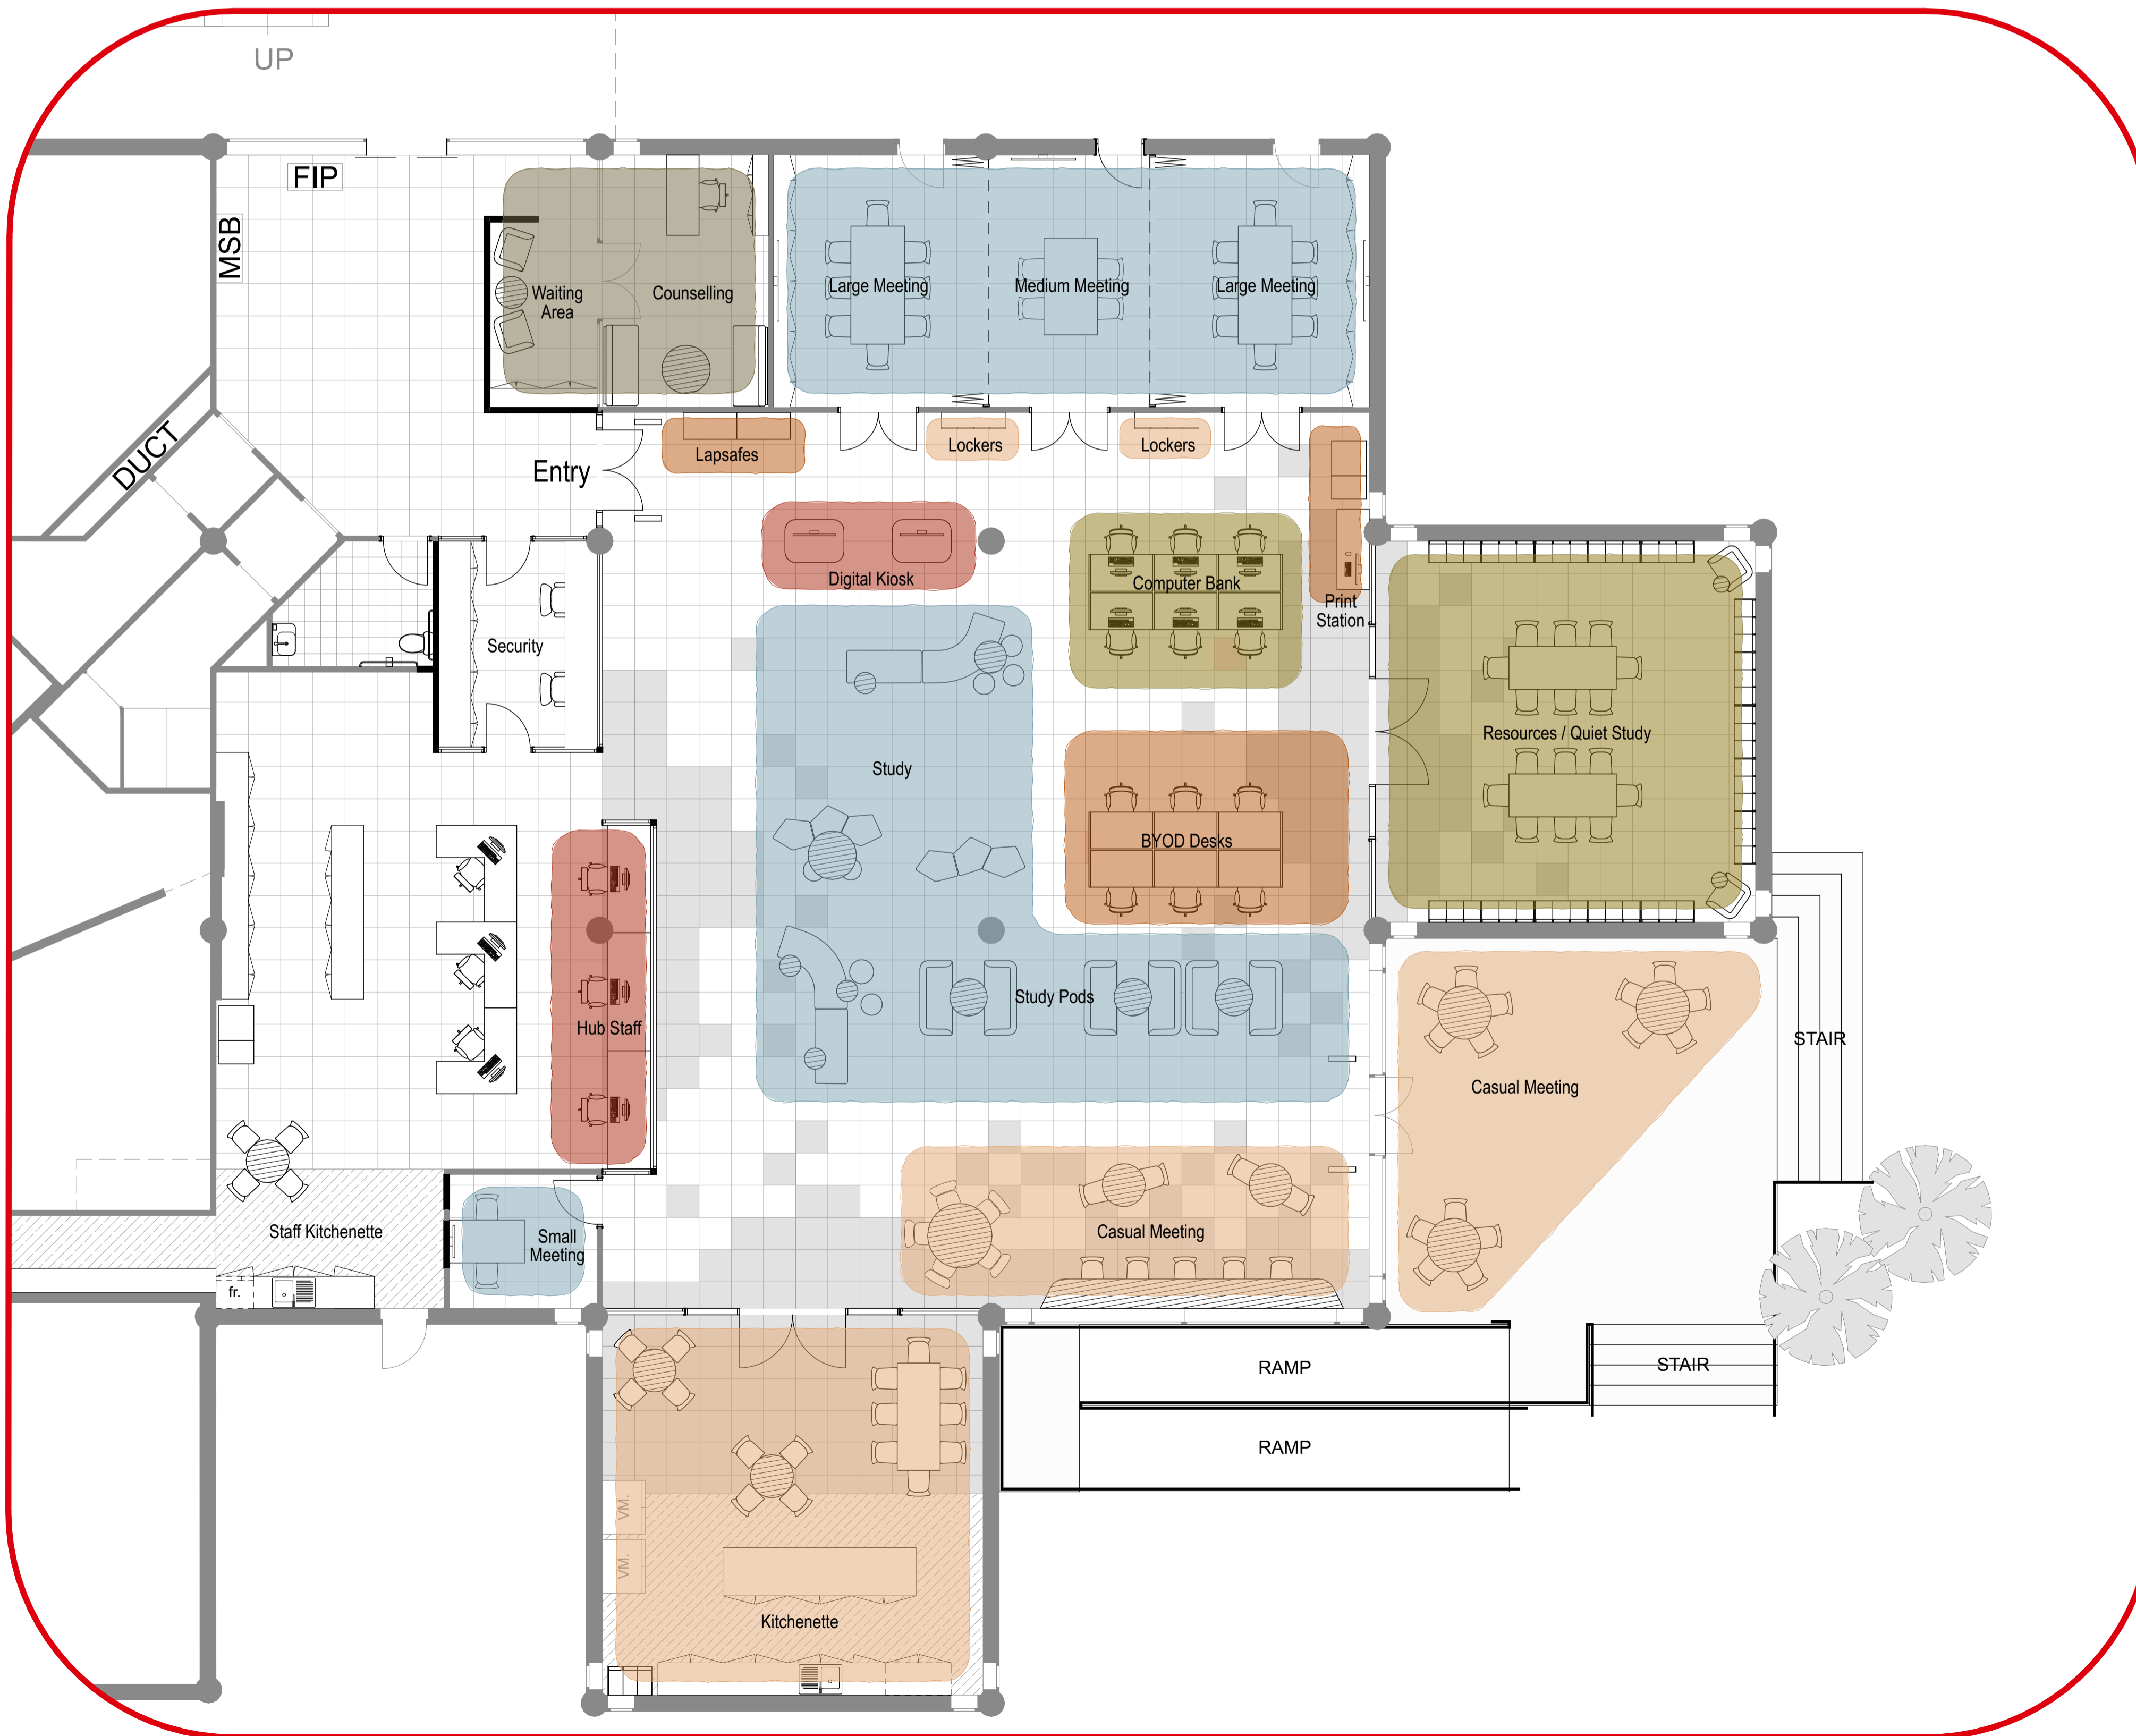 UP
FIP
MSB
Waiting
Area
Counselling
Large Meeting
Medium Meeting
Large Meeting
DUCT
Entry
Lapsafes
Lockers
Lockers
Digital Kiosk
Computer Bank
Print
Station
Security
Study
Resources / Quiet Study
BYOD Desks
Hub Staff
Study Pods
STAIR
Casual Meeting
Staff Kitchenette
Small
Meeting
Casual Meeting
fr.
RAMP
STAIR
RAMP
VM.
VM.
Kitchenette